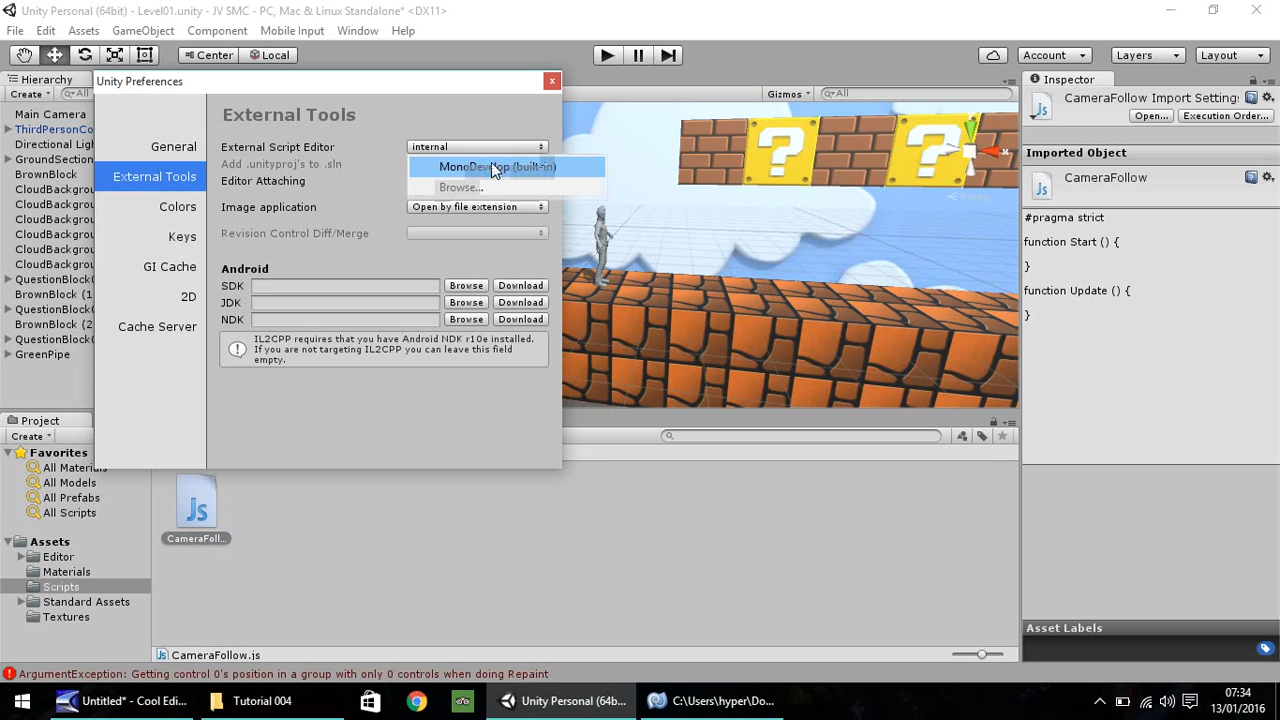 Unity Personal (64bit) - Level01.unity - JV SMC - PC, Mac & Linux Standalone* <DX11>
File Edit Assets GameObject Component Mobile Input Window Help
Center Local Account Layers Layout
Hierarchy
Create All
Main Camera
ThirdPersonCo
Directional Ligh
GroundSection
BrownBlock
CloudBackgrou
CloudBackgrou
CloudBackgrou
CloudBackgrou
CloudBackgrou
CloudBackgrou
QuestionBlock
BrownBlock (1
QuestionBlock(
BrownBlock (2
QuestionBlock(
GreenPipe
Unity Preferences
x
General
External Tools
Colors
Keys
GI Cache
2D
Cache Server
External Tools
External Script Editor internal
Add .unityproj's to .sln MonoDevelop (built-in)
Editor Attaching Browse...
Image application Open by file extension
Revision Control Diff/Merge
Android
SDK Browse Download
JDK Browse Download
NDK Browse Download
IL2CPP requires that you have Android NDK r10e installed.
If you are not targeting IL2CPP you can leave this field
empty.
Gizmos All
? ?
x
Persp
Inspector
CameraFollow Import Setting
Open... Execution Order...
Imported Object
CameraFollow
#pragma strict
function Start () {
}
function Update () {
}
Asset Labels
Project
Create
Favorites
All Materials
All Models
All Prefabs
All Scripts
Assets
Editor
Materials
Scripts
Standard Assets
Textures
Js
CameraFoll...
CameraFollow.js
ArgumentException: Getting control 0's position in a group with only 0 controls when doing Repaint
Untitled* - Cool Edi... Tutorial 004 Unity Personal (64b... C:\Users\hyper\Do...
07:34
13/01/2016